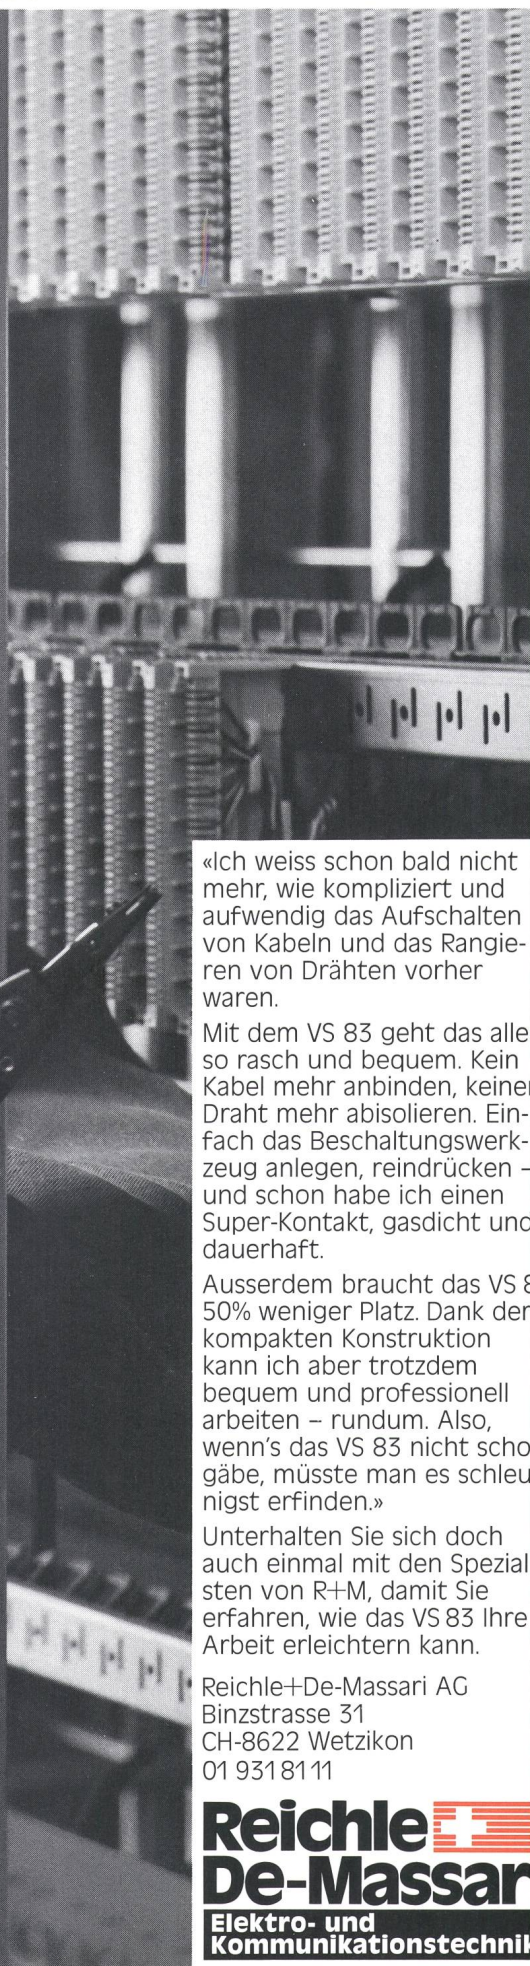 «Ich weiss schon bald nicht
mehr, wie kompliziert und
aufwendig das Aufschalten
von Kabeln und das Rangie-
ren von Drähten vorher
waren.
Mit dem VS 83 geht das alle
so rasch und bequem. Kein
Kabel mehr anbinden, keinen
Draht mehr abisolieren. Ein-
fach das Beschaltungswerk-
zeug anlegen, reindrücken –
und schon habe ich einen
Super-Kontakt, gasdicht und
dauerhaft.
Ausserdem braucht das VS 8
50% weniger Platz. Dank der
kompakten Konstruktion
kann ich aber trotzdem
bequem und professionell
arbeiten – rundum. Also,
wenn's das VS 83 nicht scho
gäbe, müsste man es schleu
nigst erfinden.»
Unterhalten Sie sich doch
auch einmal mit den Spezial
sten von R+M, damit Sie
erfahren, wie das VS 83 Ihre
Arbeit erleichtern kann.
Reichle+De-Massari AG
Binzstrasse 31
CH-8622 Wetzikon
01 931 81 11
Reichle
De-Massari
Elektro- und
Kommunikationstechnik